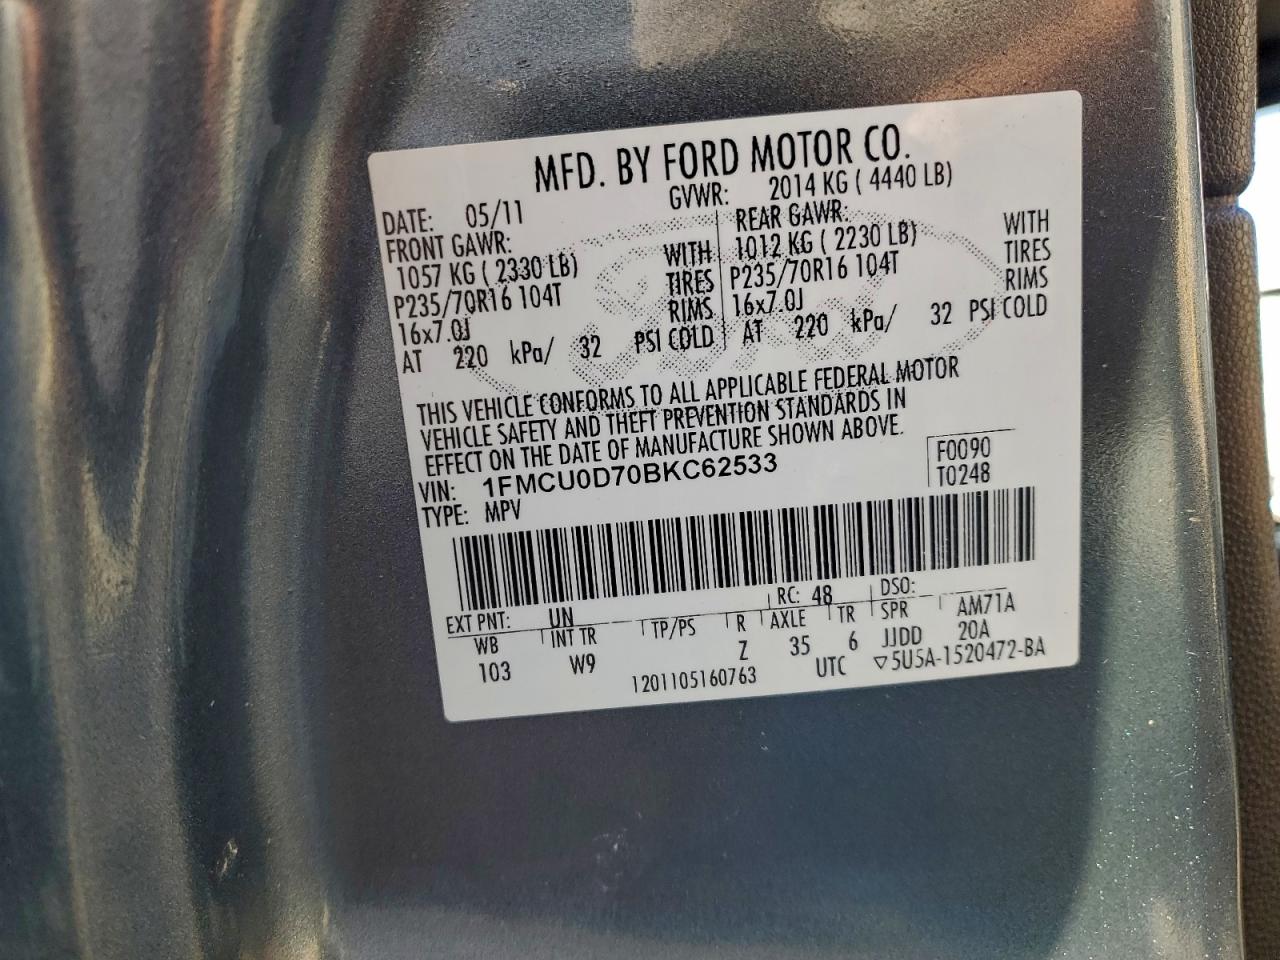 MFD. BY FORD MOTOR CO.
DATE: 05/11 GVWR: 2014 KG ( 4440 LB)
FRONT GAWR: REAR GAWR:
1057 KG ( 2330 LB) WITH 1012 KG ( 2230 LB) WITH
P235/70R16 104T TIRES P235/70R16 104T TIRES
16x7.0J RIMS 16x7.0J RIMS
AT 220 kPa/ 32 PSI COLD AT 220 kPa/ 32 PSI COLD
THIS VEHICLE CONFORMS TO ALL APPLICABLE FEDERAL MOTOR
VEHICLE SAFETY AND THEFT PREVENTION STANDARDS IN
EFFECT ON THE DATE OF MANUFACTURE SHOWN ABOVE.
VIN: 1FMCU0D70BKC62533 F0090
TYPE: MPV T0248
EXT PNT: UN RC: 48 DSO:
WB INT TR TP/PS R AXLE TR SPR AM71A
103 W9 Z 35 6 JJDD 20A
1201105160763 UTC ▽5U5A-1520472-BA
Ford